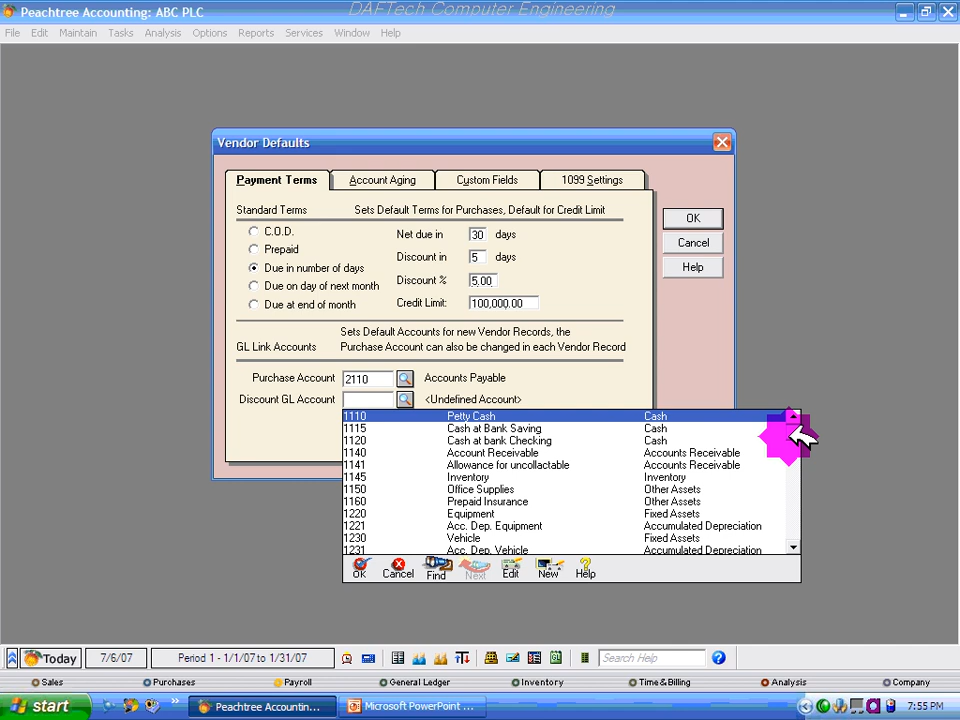 Peachtree Accounting: ABC PLC
DAFTech Computer Engineering
File Edit Maintain Tasks Analysis Options Reports Services Window Help
Vendor Defaults
Payment Terms Account Aging Custom Fields 1099 Settings
Standard Terms Sets Default Terms for Purchases, Default for Credit Limit
OK
C.O.D. Net due in 30 days
Cancel
Prepaid Discount in 5 days
Due in number of days
Help
Due on day of next month Discount % 5.00
Due at end of month Credit Limit: 100,000.00
Sets Default Accounts for new Vendor Records, the
GL Link Accounts Purchase Account can also be changed in each Vendor Record
Purchase Account 2110 Accounts Payable
Discount GL Account <Undefined Account>
1110 Petty Cash Cash
1115 Cash at Bank Saving Cash
1120 Cash at bank Checking Cash
1140 Account Receivable Accounts Receivable
1141 Allowance for uncollactable Accounts Receivable
1145 Inventory Inventory
1150 Office Supplies Other Assets
1160 Prepaid Insurance Other Assets
1220 Equipment Fixed Assets
1221 Acc. Dep. Equipment Accumulated Depreciation
1230 Vehicle Fixed Assets
1231 Acc. Dep. Vehicle Accumulated Depreciation
OK Cancel Find Next Edit New Help
Today 7/6/07 Period 1 - 1/1/07 to 1/31/07 Search Help
Sales Purchases Payroll General Ledger Inventory Time & Billing Analysis Company
start Peachtree Accountin... Microsoft PowerPoint ... 7:55 PM